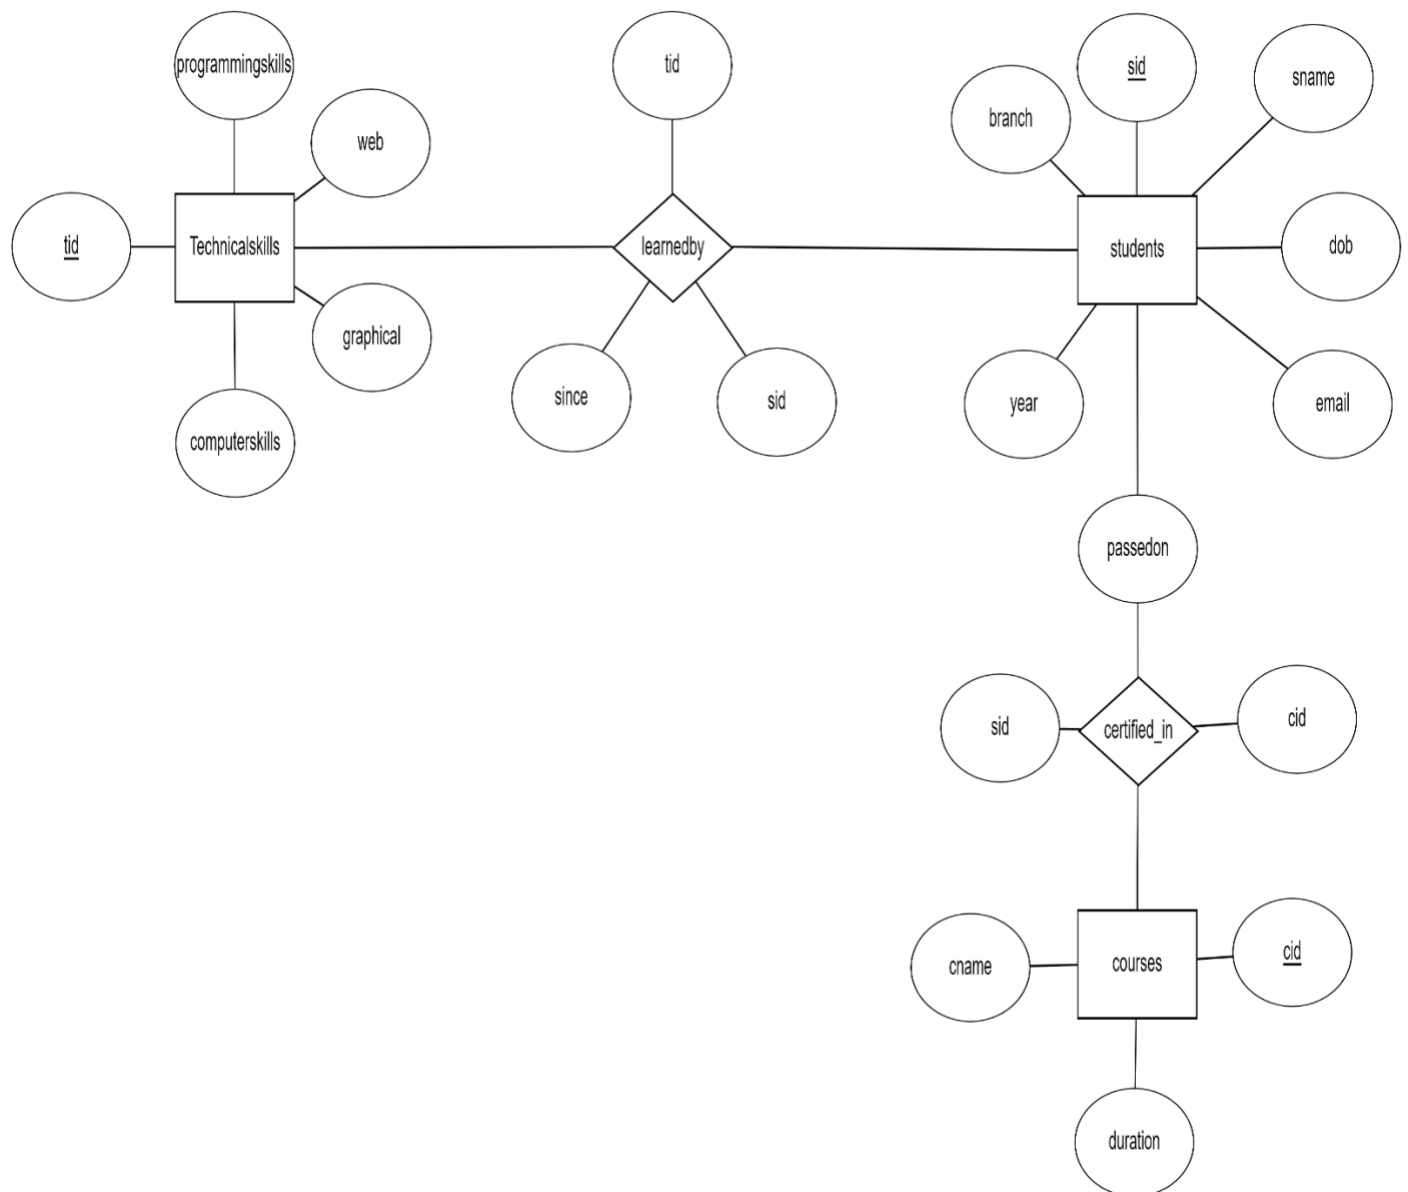 programmingskills
tid
sid
sname
branch
web
tid
Technicalskills
learnedby
students
dob
graphical
since
sid
year
email
computerskills
passedon
sid
certified_in
cid
cname
courses
cid
duration